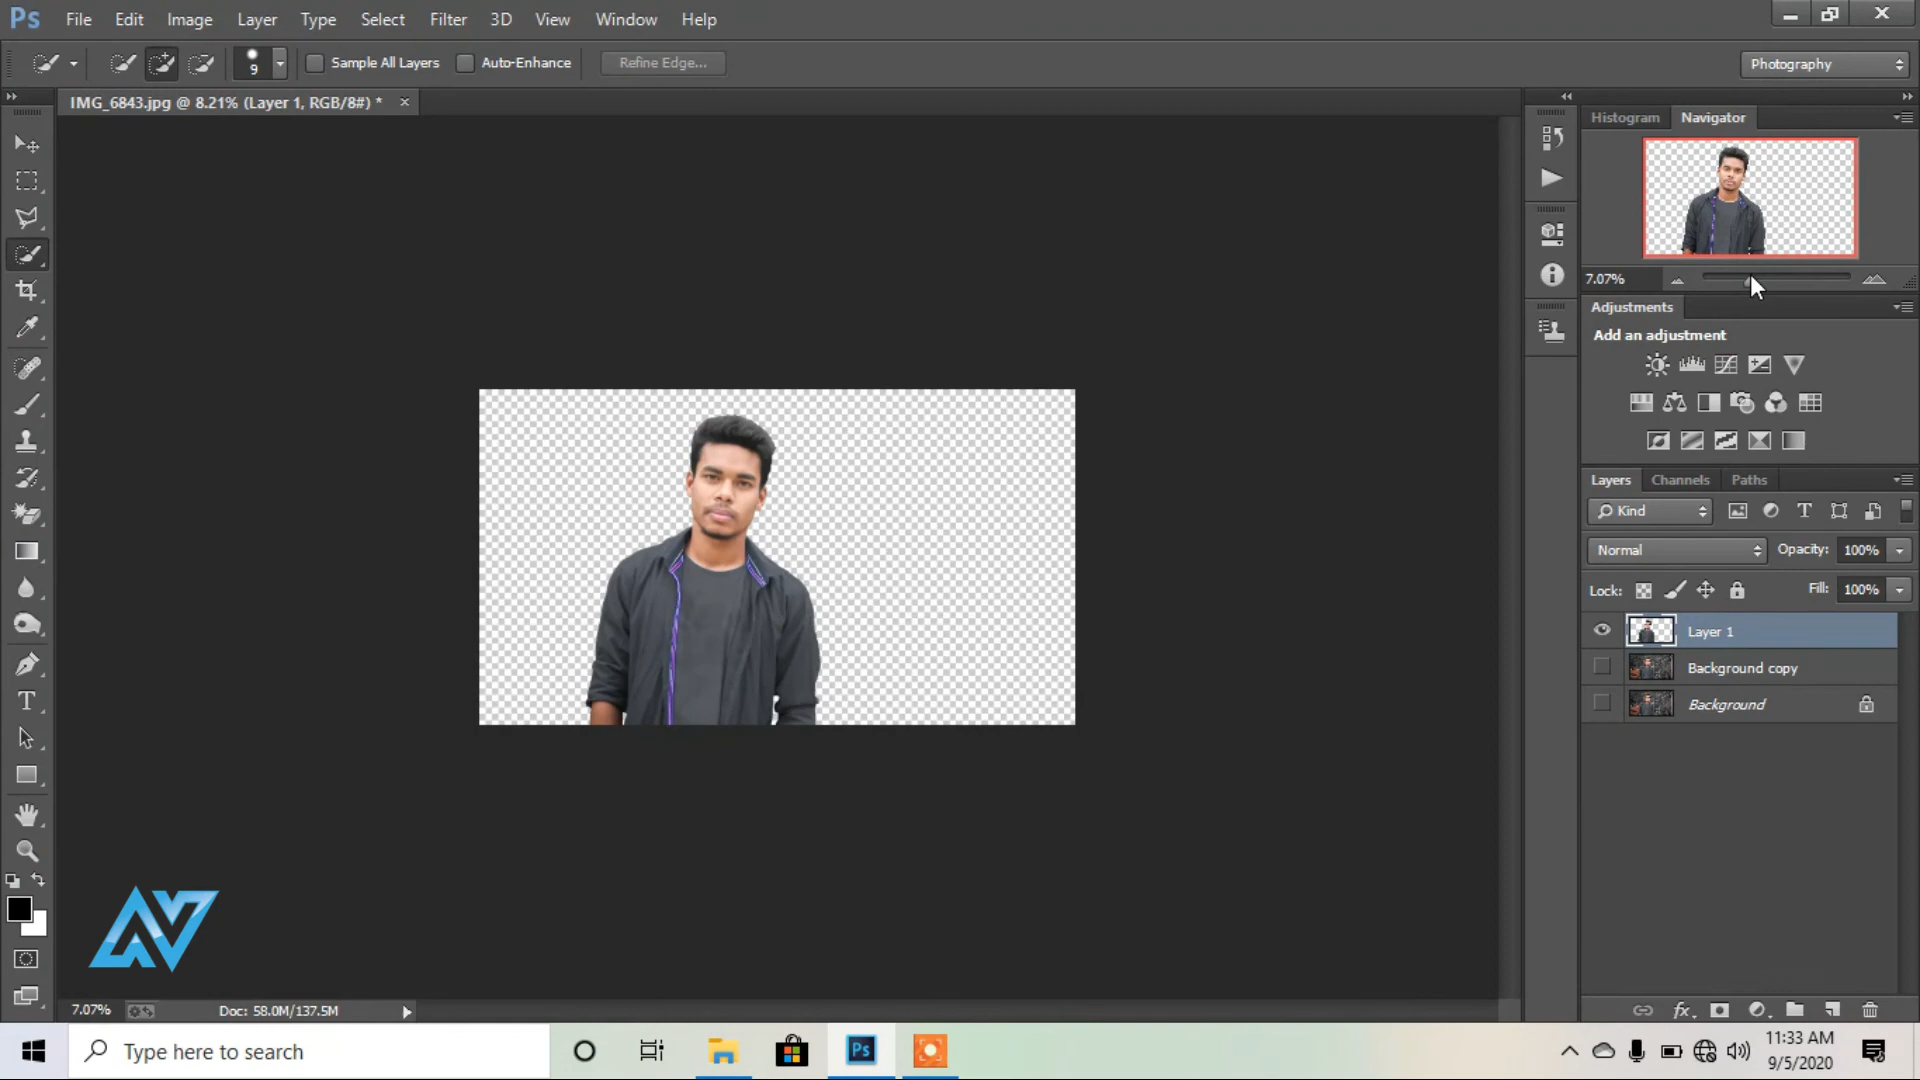 Ps File Edit Image Layer Type Select Filter 3D View Window Help
9 Sample All Layers Auto-Enhance Refine Edge... Photography
IMG_6843.jpg @ 8.21% (Layer 1, RGB/8#) * ×
Histogram Navigator
7.07%
Adjustments
Add an adjustment
Layers Channels Paths
Kind T
Normal Opacity: 100%
Lock: Fill: 100%
Layer 1
Background copy
Background
T
7.07% Doc: 58.0M/137.5M
fx
Type here to search Ps 11:33 AM
9/5/2020